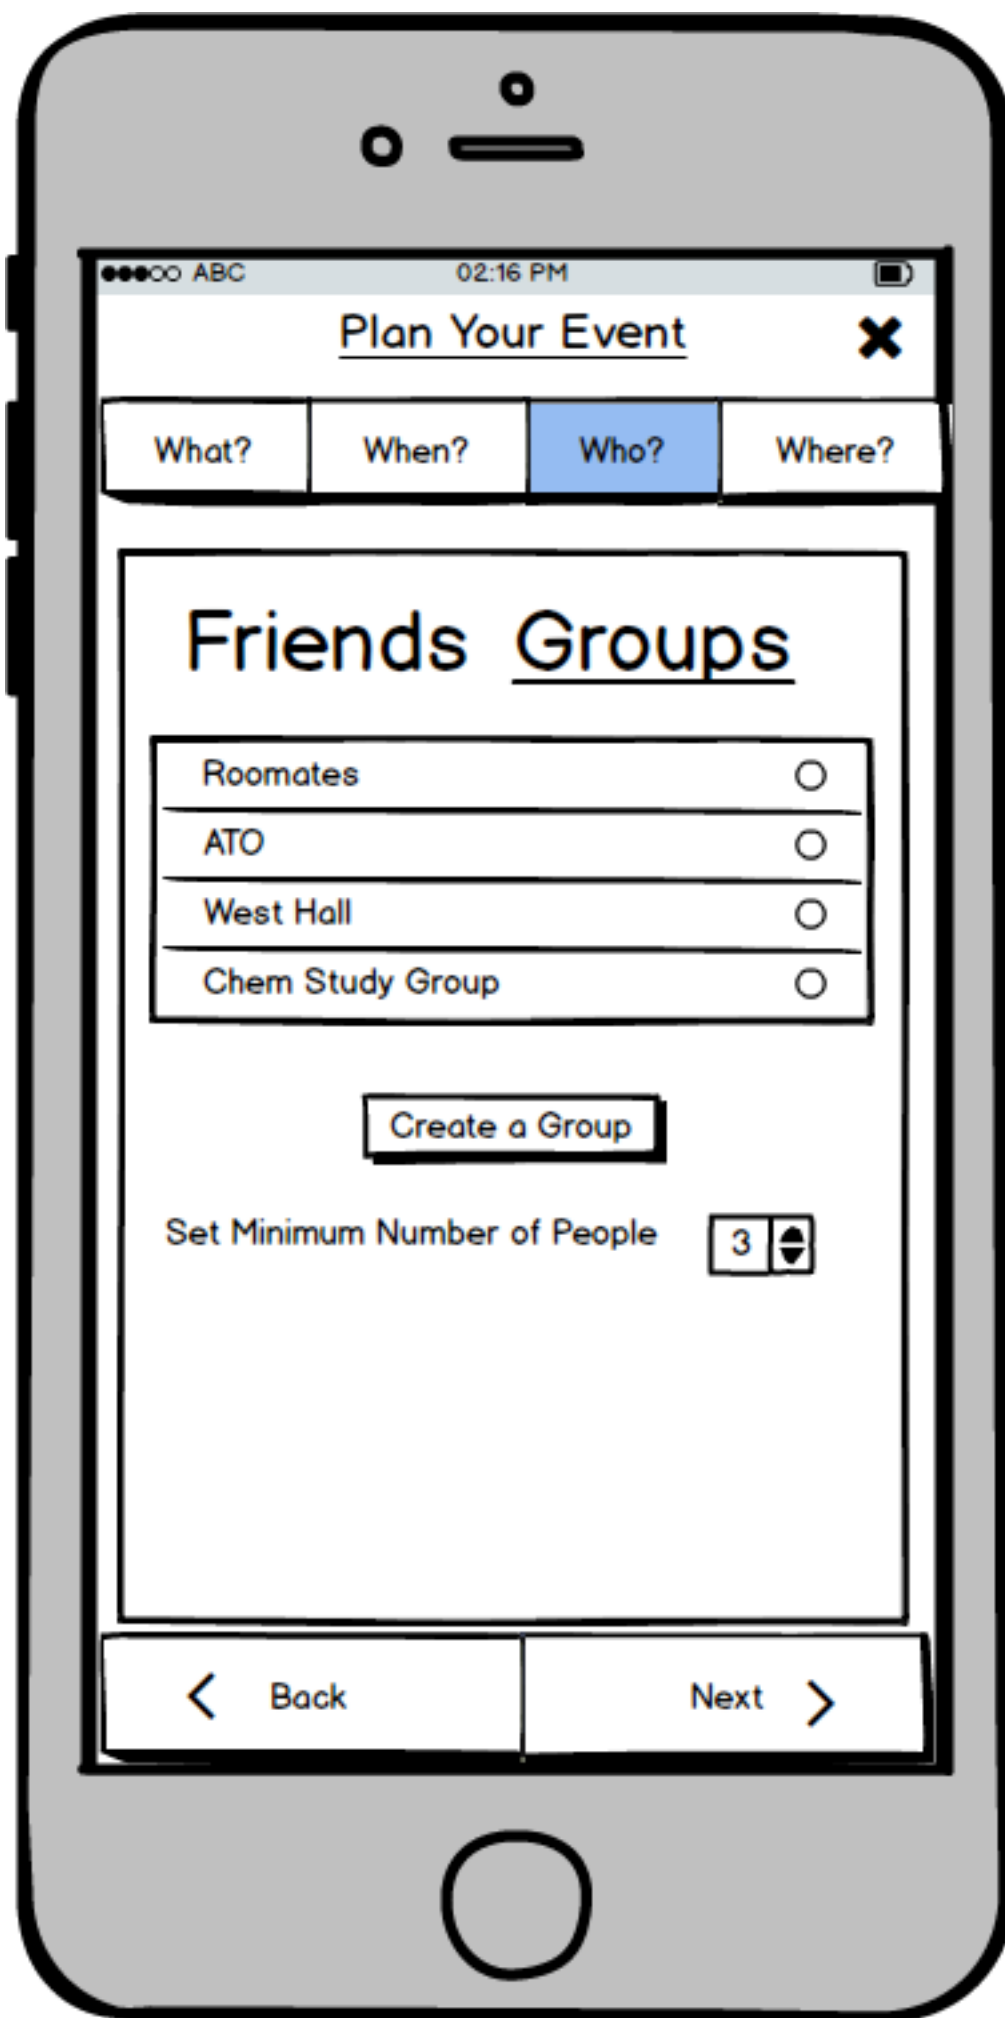 ABC 02:16 PM
Plan Your Event
What? When? Who? Where?
Friends Groups
Roomates
ATO
West Hall
Chem Study Group
Create a Group
Set Minimum Number of People 3
Back Next